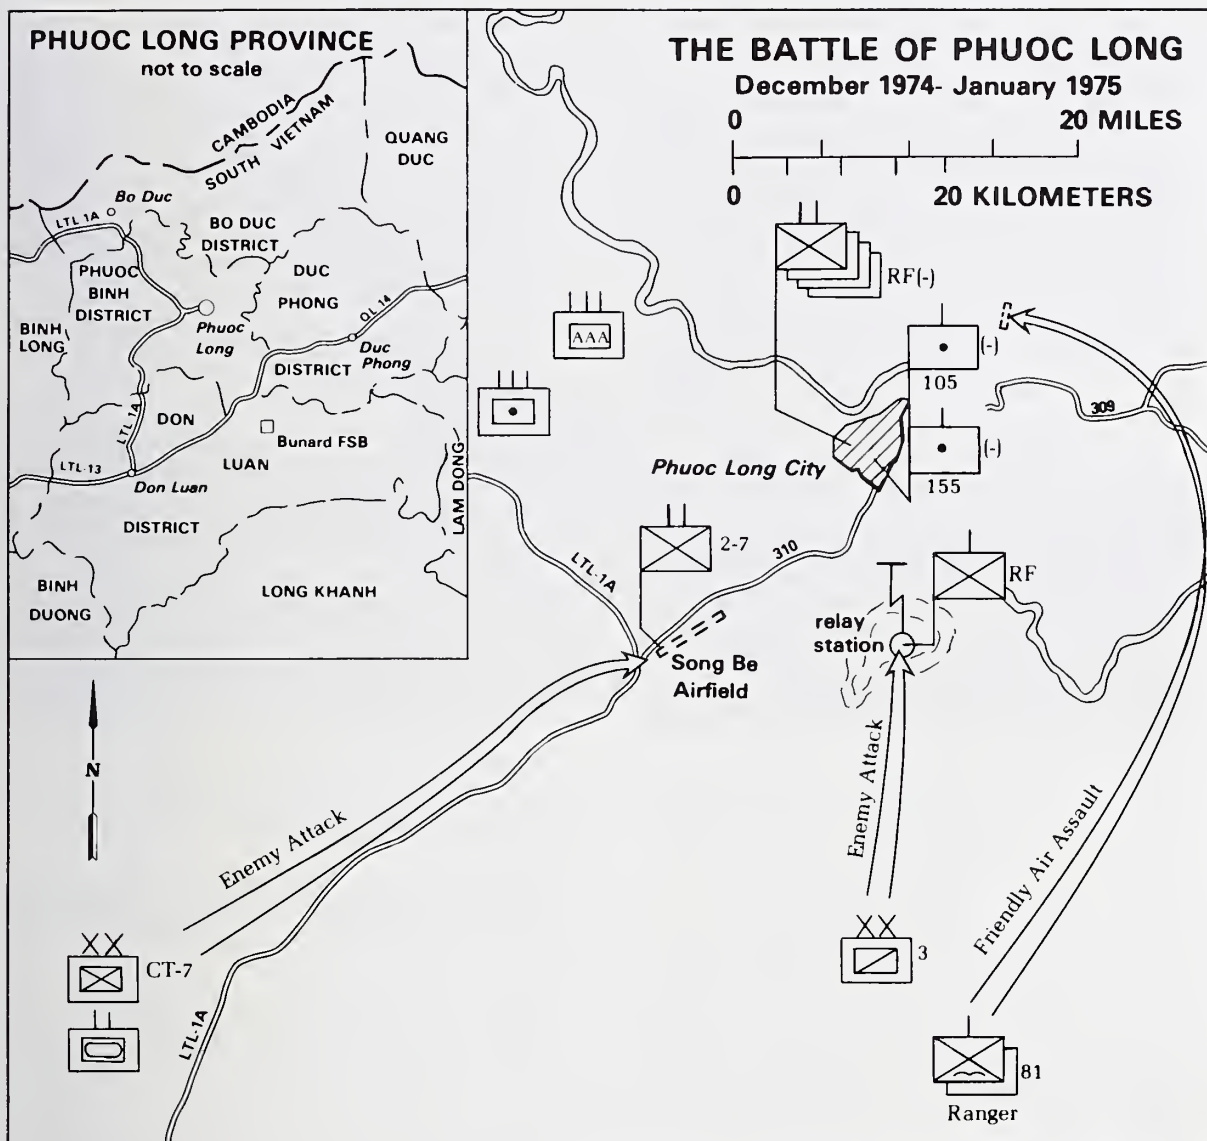 PHUOC LONG PROVINCE
not to scale
CAMBODIA
SOUTH VIETNAM
QUANG
DUC
Bo Duc
LTL 1A
BO DUC
DISTRICT
PHUOC
BINH
DISTRICT
DUC
PHONG
QL 14
BINH
LONG
Phuoc
Long
Duc
Phong
DISTRICT
LTL 1A
DON
Bunard FSB
LTL-13
LUAN
Don Luan
LAM DONG
DISTRICT
BINH
DUONG
LONG KHANH
THE BATTLE OF PHUOC LONG
December 1974- January 1975
0 20 MILES
0 20 KILOMETERS
RF(-)
AAA
(-)
105
309
Phuoc Long City
(-)
155
2-7
310
LTL-1A
RF
relay
station
Song Be
Airfield
N
Enemy Attack
Enemy Attack
Friendly Air Assault
CT-7
3
LTL-1A
81
Ranger